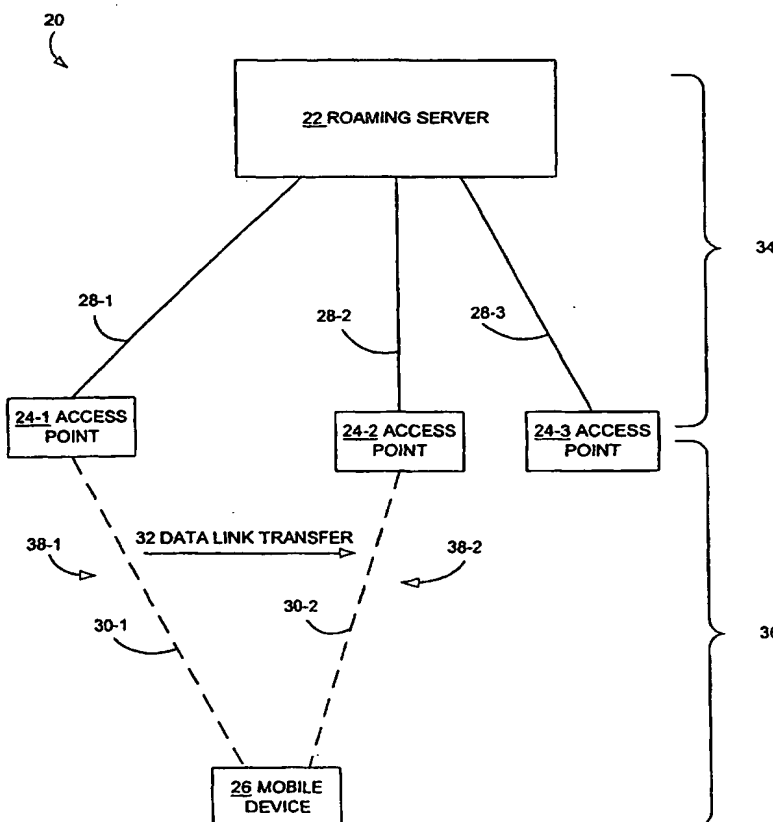 20
22 ROAMING SERVER
34
28-1
28-2
28-3
24-1 ACCESS
POINT
24-2 ACCESS
POINT
24-3 ACCESS
POINT
32 DATA LINK TRANSFER
38-1
38-2
30-1
30-2
36
26 MOBILE
DEVICE